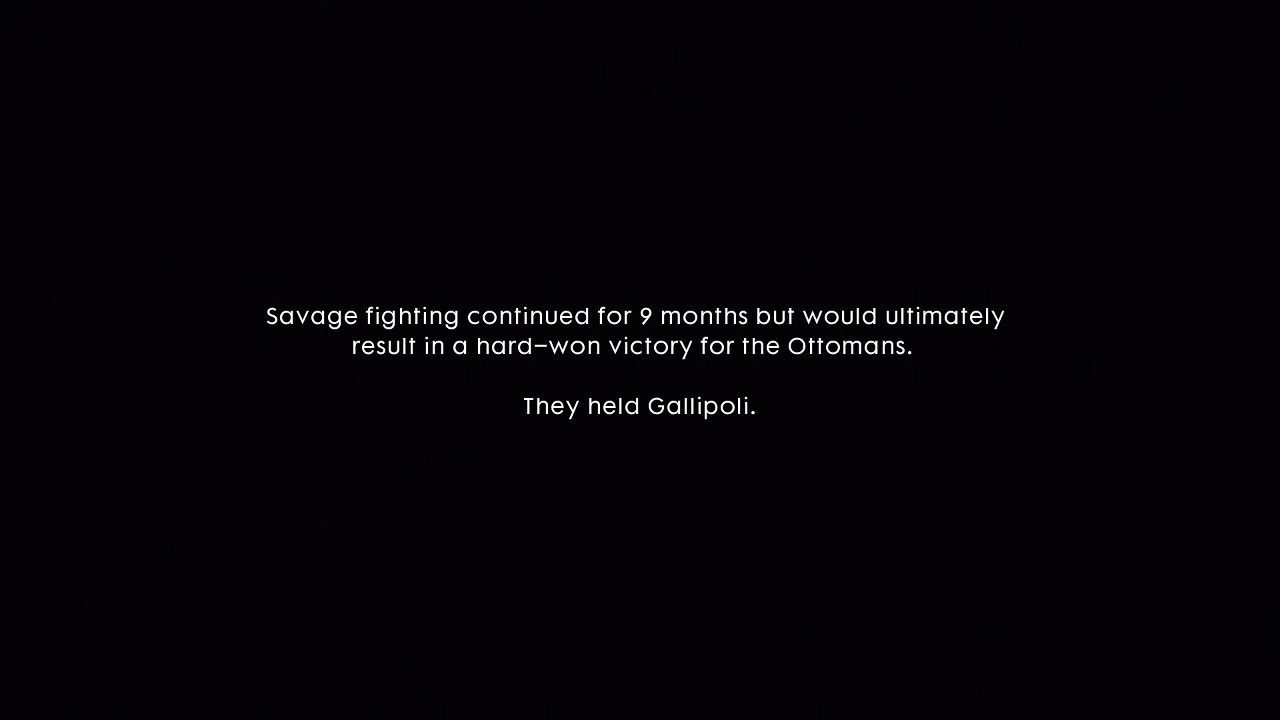 Savage fighting continued for 9 months but would ultimately
result in a hard-won victory for the Ottomans.
They held Gallipoli.